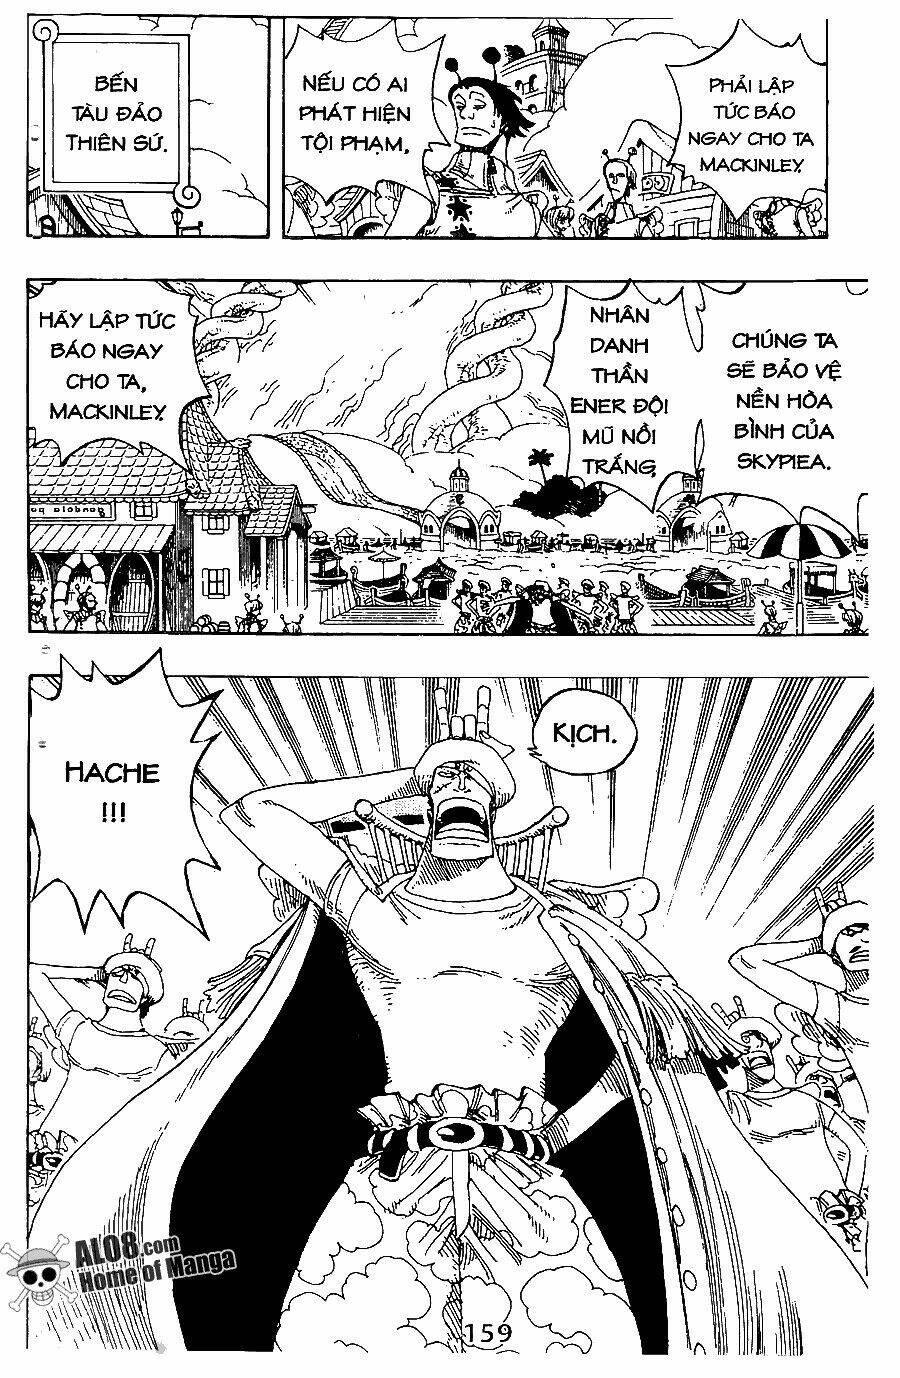 BẾN
TÀU ĐẢO
THIÊN SỨ.
NẾU CÓ AI
PHÁT HIỆN
TỘI PHẠM,
PHẢI LẬP
TỨC BÁO
NGAY CHO TA
MACKINLEY.
HÃY LẬP TỨC
BÁO NGAY
CHO TA,
MACKINLEY.
NHÂN
DANH
THẦN
ENER ĐỘI
MŨ NỒI
TRẮNG,
CHÚNG TA
SẼ BẢO VỆ
NỀN HÒA
BÌNH CỦA
SKYPIEA.
HACHE
!!!
KỊCH.
ALO8.com
Home of Manga
159